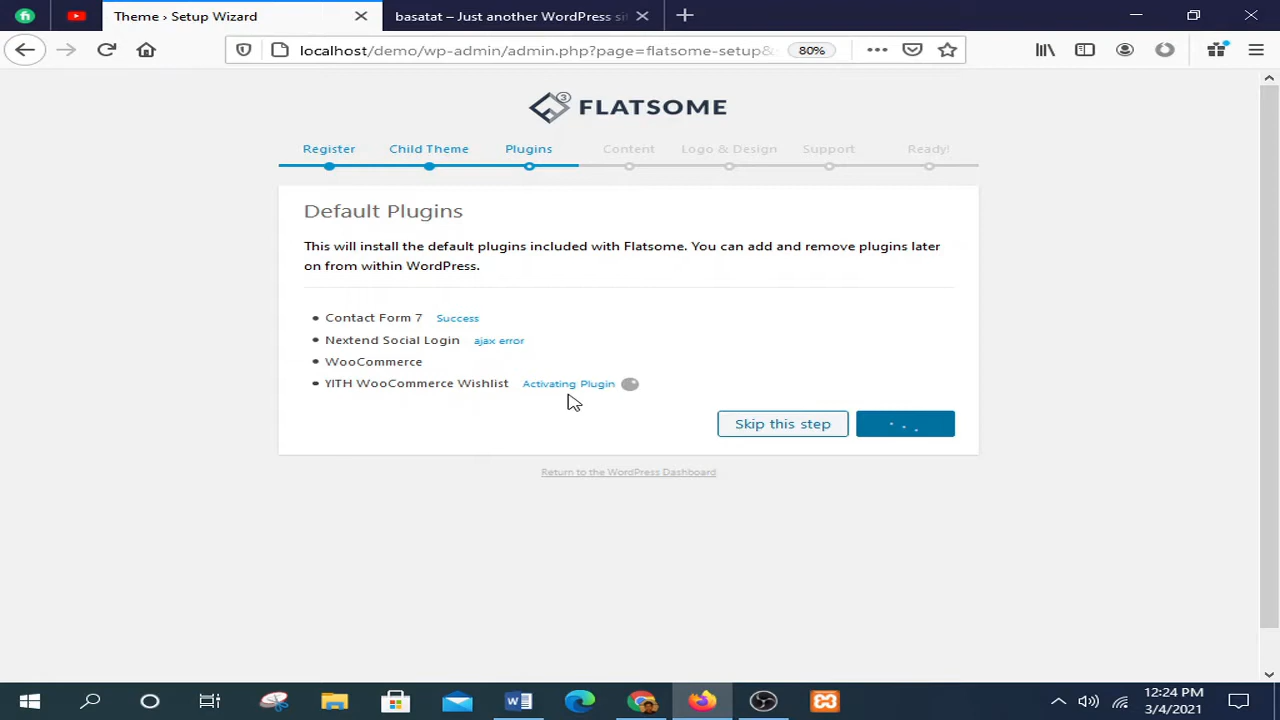 Theme › Setup Wizard
basatat – Just another WordPress sit
localhost/demo/wp-admin/admin.php?page=flatsome-setup&
80%
3
FLATSOME
Register
Child Theme
Plugins
Content
Logo & Design
Support
Ready!
Default Plugins
This will install the default plugins included with Flatsome. You can add and remove plugins later
on from within WordPress.
Contact Form 7 Success
Nextend Social Login ajax error
WooCommerce
YITH WooCommerce Wishlist Activating Plugin
Skip this step
Return to the WordPress Dashboard
12:24 PM
3/4/2021